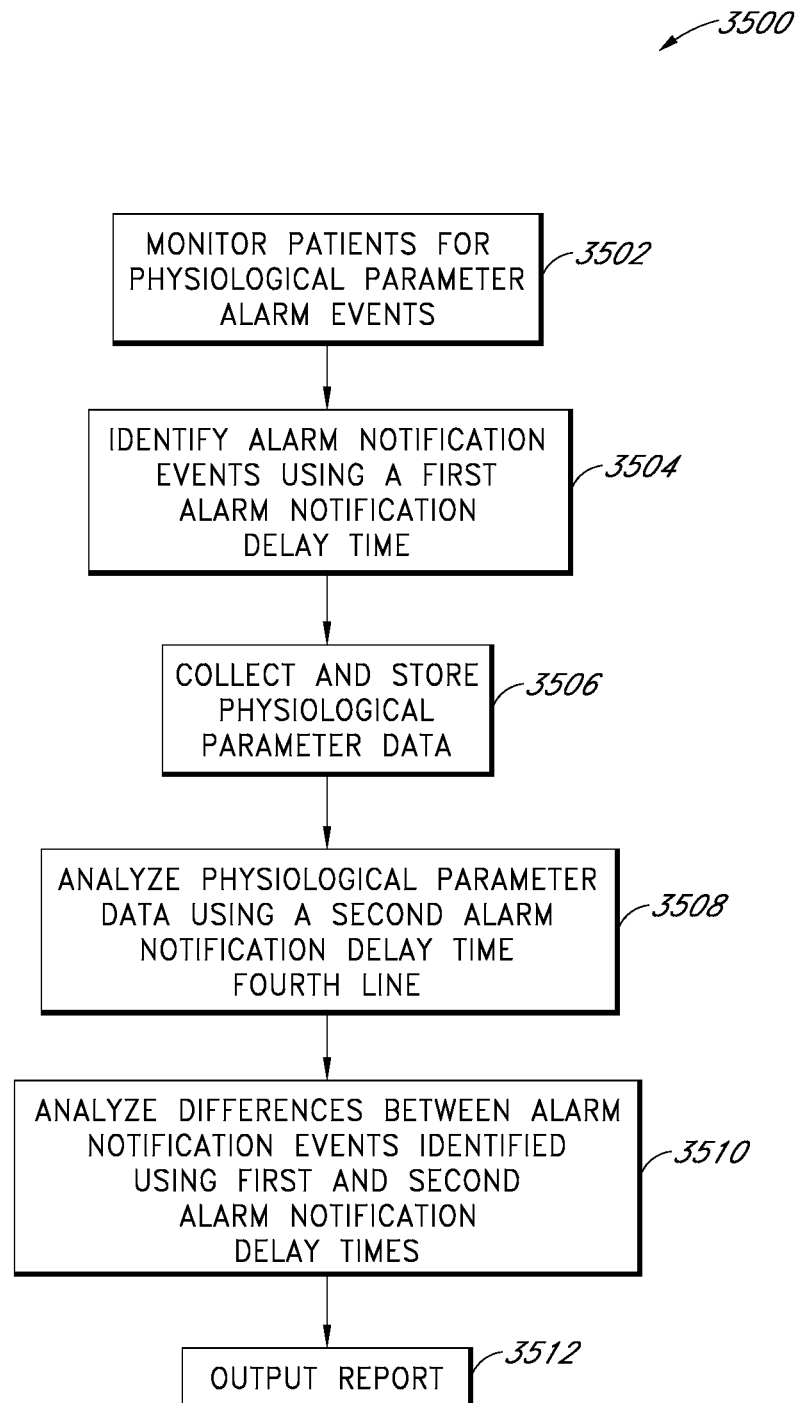 3500
MONITOR PATIENTS FOR
PHYSIOLOGICAL PARAMETER
ALARM EVENTS
3502
IDENTIFY ALARM NOTIFICATION
EVENTS USING A FIRST
ALARM NOTIFICATION
DELAY TIME
3504
COLLECT AND STORE
PHYSIOLOGICAL
PARAMETER DATA
3506
ANALYZE PHYSIOLOGICAL PARAMETER
DATA USING A SECOND ALARM
NOTIFICATION DELAY TIME
FOURTH LINE
3508
ANALYZE DIFFERENCES BETWEEN ALARM
NOTIFICATION EVENTS IDENTIFIED
USING FIRST AND SECOND
ALARM NOTIFICATION
DELAY TIMES
3510
OUTPUT REPORT
3512